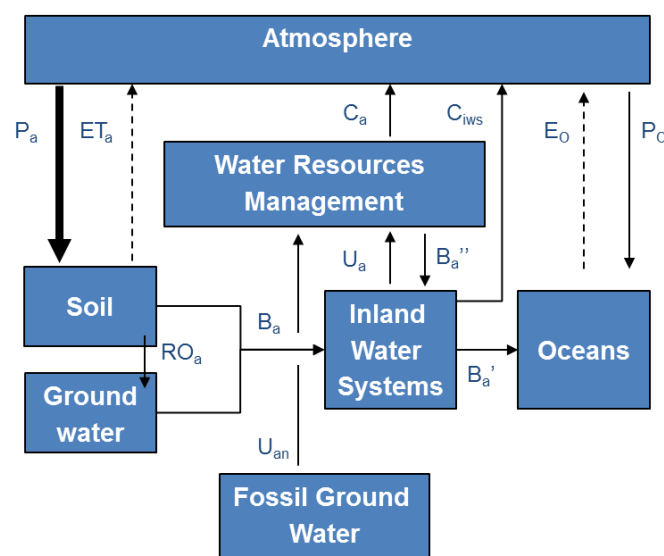 Atmosphere
Pa
ETa
Ca
Ciws
EO
PO
Water Resources
Management
Ua
Ba''
Soil
Ba
Inland
Water
Systems
Oceans
ROa
Ba'
Ground
water
Uan
Fossil Ground
Water